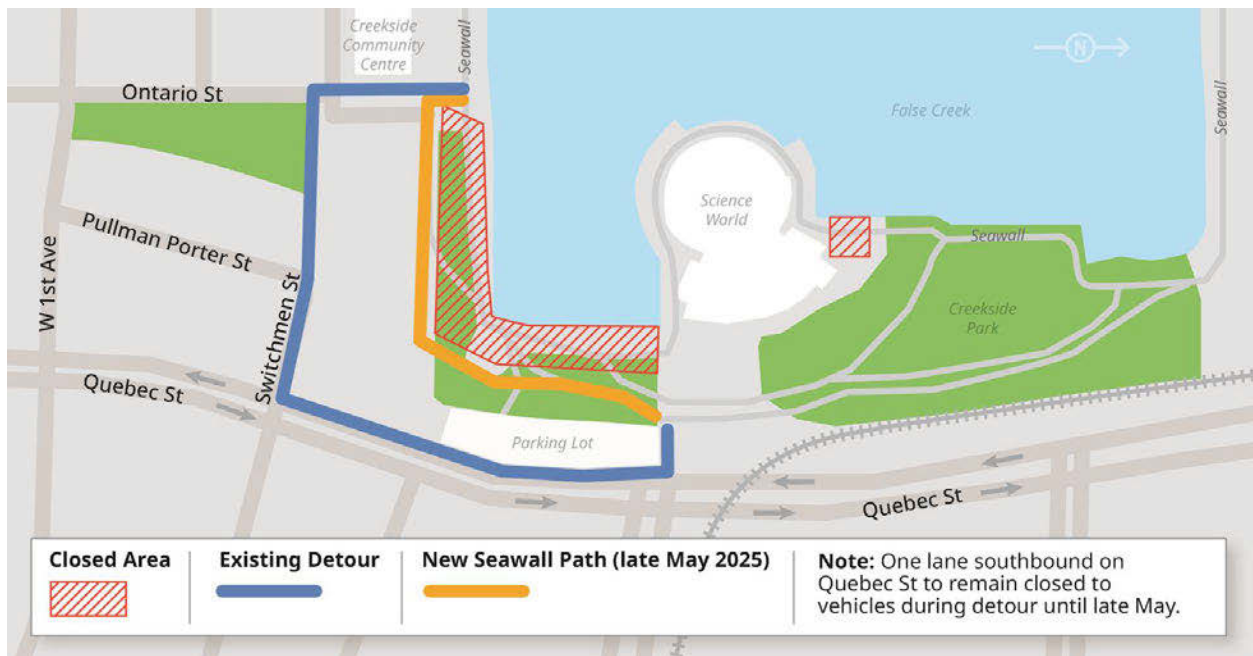 Creekside
Community
Centre
Seawall
N
Seawall
Ontario St
False Creek
Science
World
Pullman Porter St
Seawall
W 1st Ave
Switchmen St
Creekside
Park
Quebec St
Parking Lot
Quebec St
Closed Area
Existing Detour
New Seawall Path (late May 2025)
Note: One lane southbound on
Quebec St to remain closed to
vehicles during detour until late May.